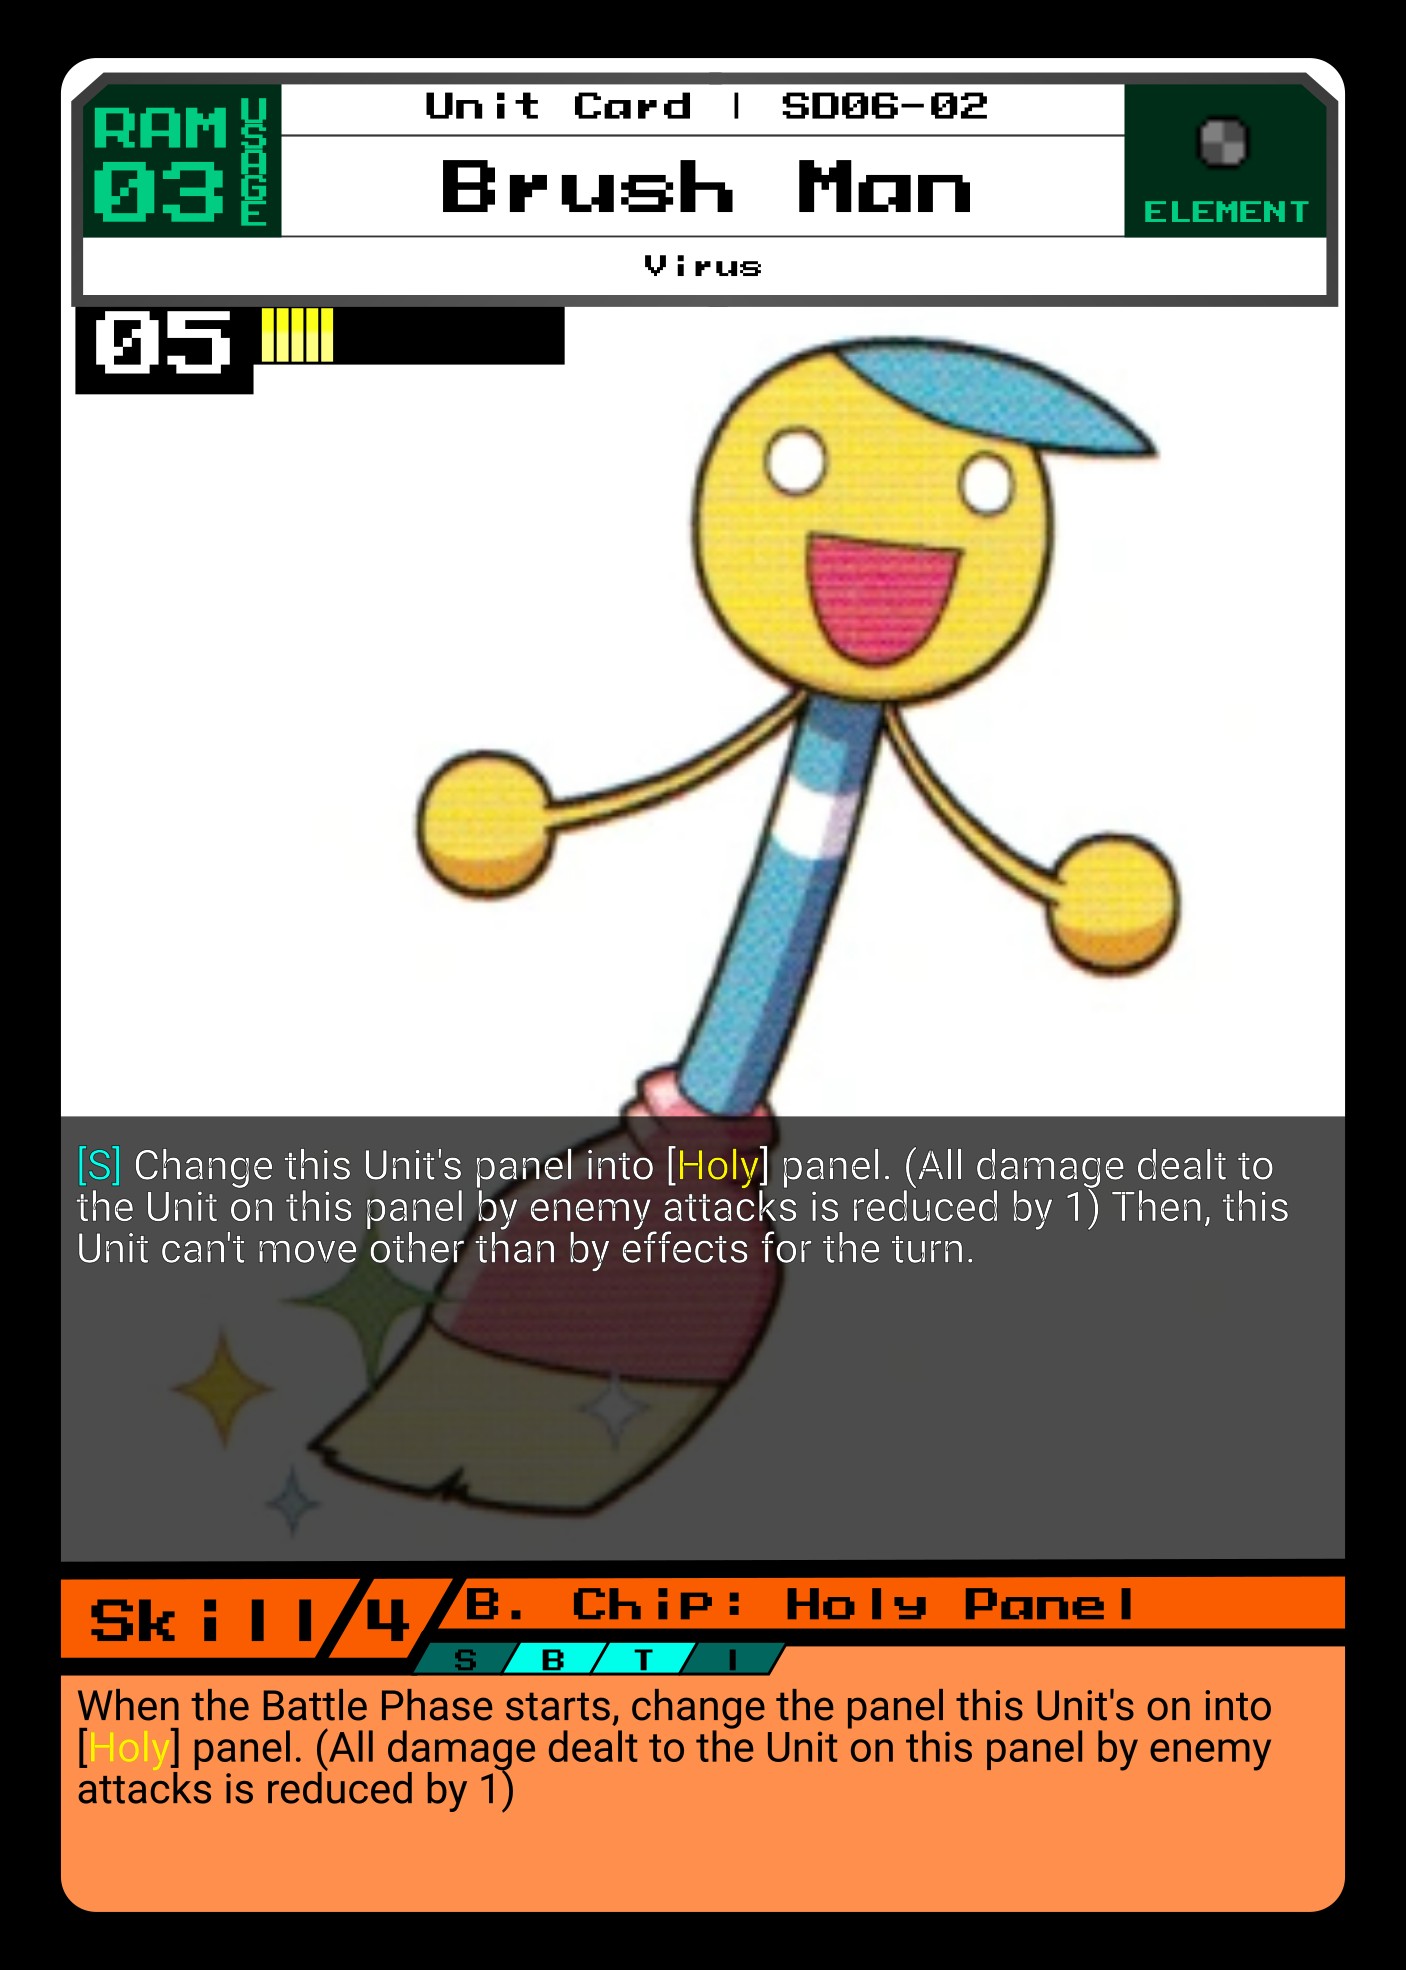 RAM
03
USAGE
Unit Card | SD06-02
Brush Man
ELEMENT
Virus
05
[S] Change this Unit's panel into [Holy] panel. (All damage dealt to
the Unit on this panel by enemy attacks is reduced by 1) Then, this
Unit can't move other than by effects for the turn.
Skill/4/B. Chip: Holy Panel
S B T I
When the Battle Phase starts, change the panel this Unit's on into
[Holy] panel. (All damage dealt to the Unit on this panel by enemy
attacks is reduced by 1)